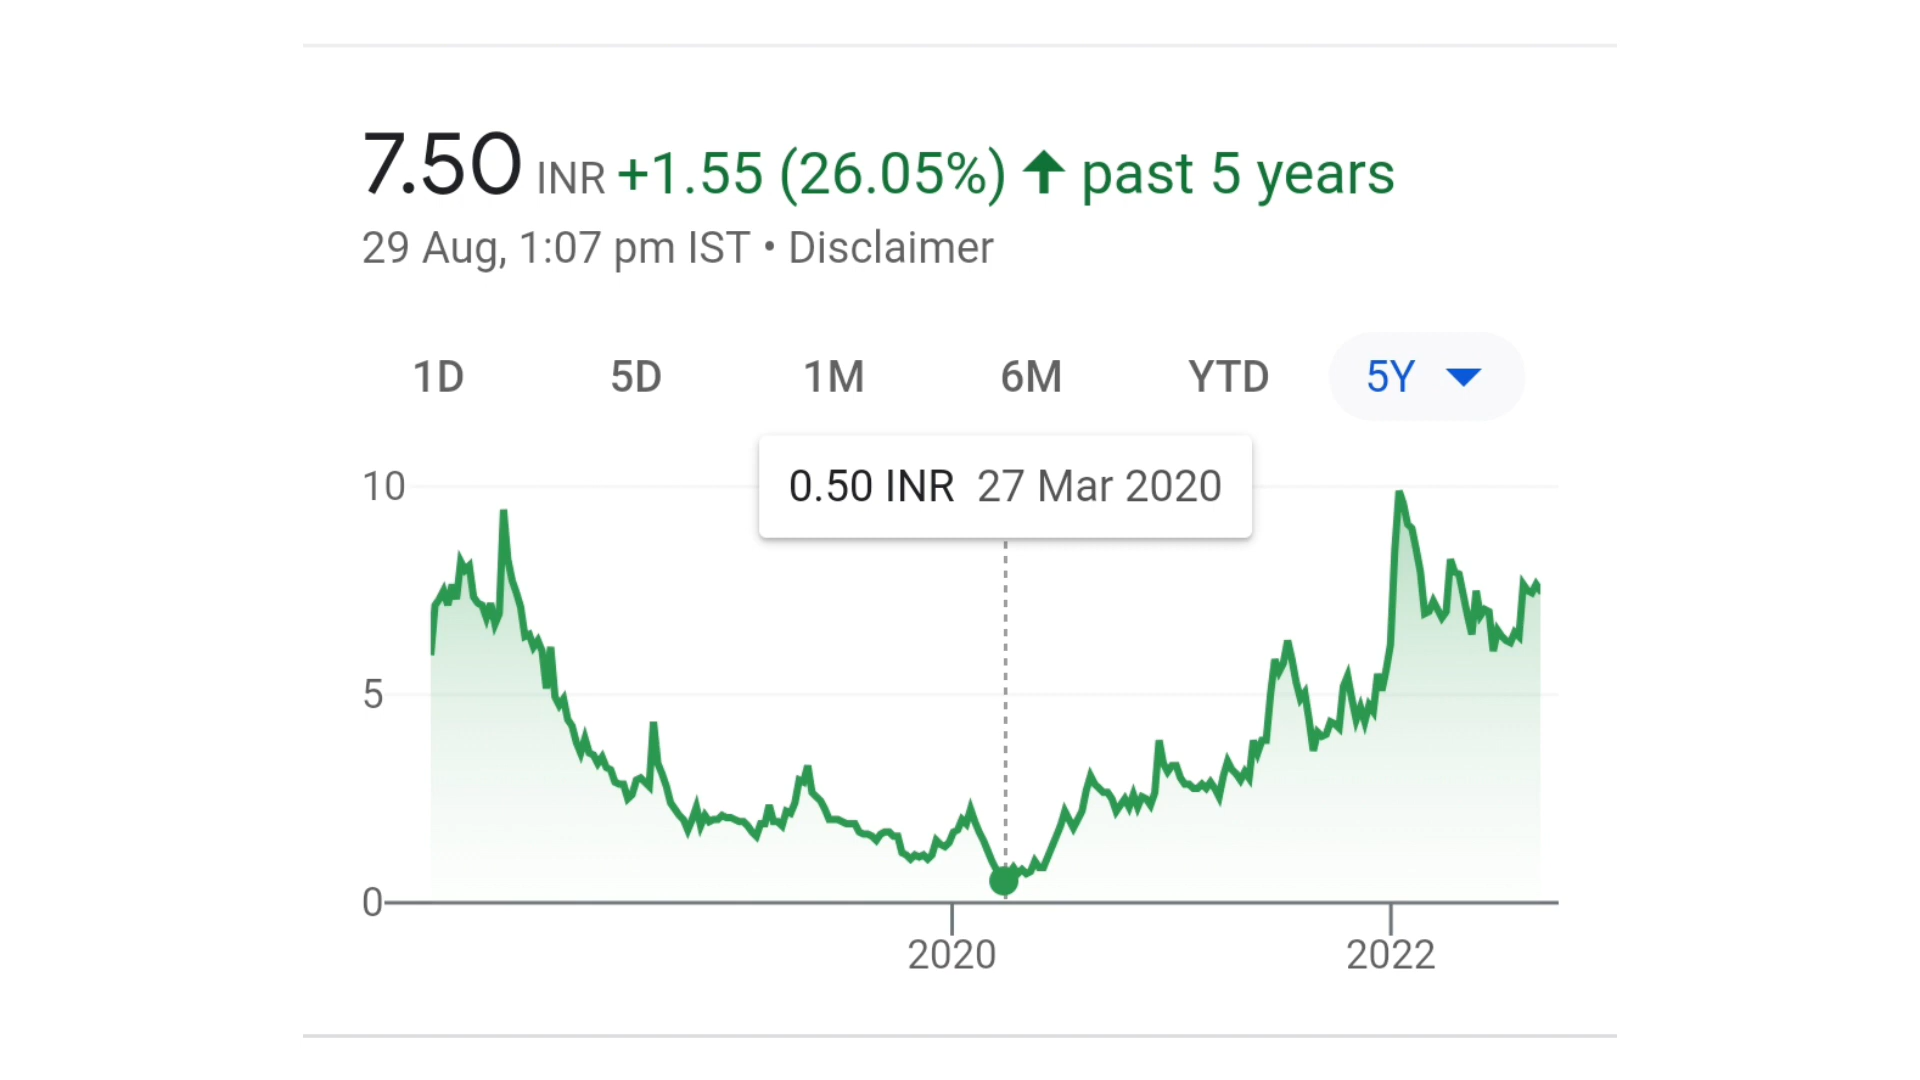 7.50 INR +1.55 (26.05%) ↑ past 5 years
29 Aug, 1:07 pm IST • Disclaimer
1D 5D 1M 6M YTD 5Y
0.50 INR 27 Mar 2020
10
5
0
2020 2022